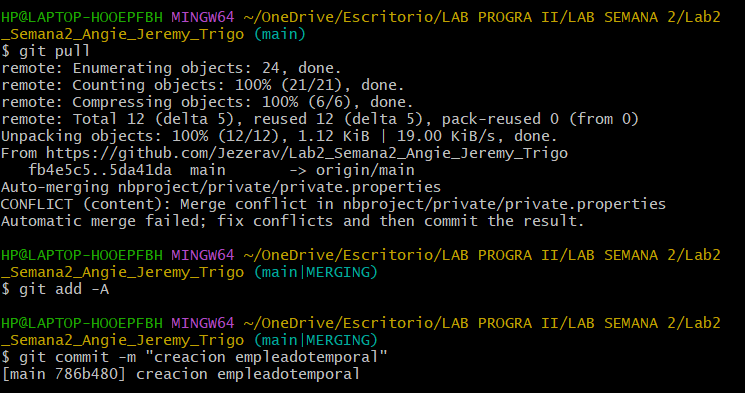 HP@LAPTOP-HOOEPFBH MINGW64 ~/OneDrive/Escritorio/LAB PROGRA II/LAB SEMANA 2/Lab2
_Semana2_Angie_Jeremy_Trigo (main)
$ git pull
remote: Enumerating objects: 24, done.
remote: Counting objects: 100% (21/21), done.
remote: Compressing objects: 100% (6/6), done.
remote: Total 12 (delta 5), reused 12 (delta 5), pack-reused 0 (from 0)
Unpacking objects: 100% (12/12), 1.12 KiB | 19.00 KiB/s, done.
From https://github.com/Jezerav/Lab2_Semana2_Angie_Jeremy_Trigo
   fb4e5c5..5da41da  main       -> origin/main
Auto-merging nbproject/private/private.properties
CONFLICT (content): Merge conflict in nbproject/private/private.properties
Automatic merge failed; fix conflicts and then commit the result.

HP@LAPTOP-HOOEPFBH MINGW64 ~/OneDrive/Escritorio/LAB PROGRA II/LAB SEMANA 2/Lab2
_Semana2_Angie_Jeremy_Trigo (main|MERGING)
$ git add -A

HP@LAPTOP-HOOEPFBH MINGW64 ~/OneDrive/Escritorio/LAB PROGRA II/LAB SEMANA 2/Lab2
_Semana2_Angie_Jeremy_Trigo (main|MERGING)
$ git commit -m "creacion empleadotemporal"
[main 786b480] creacion empleadotemporal